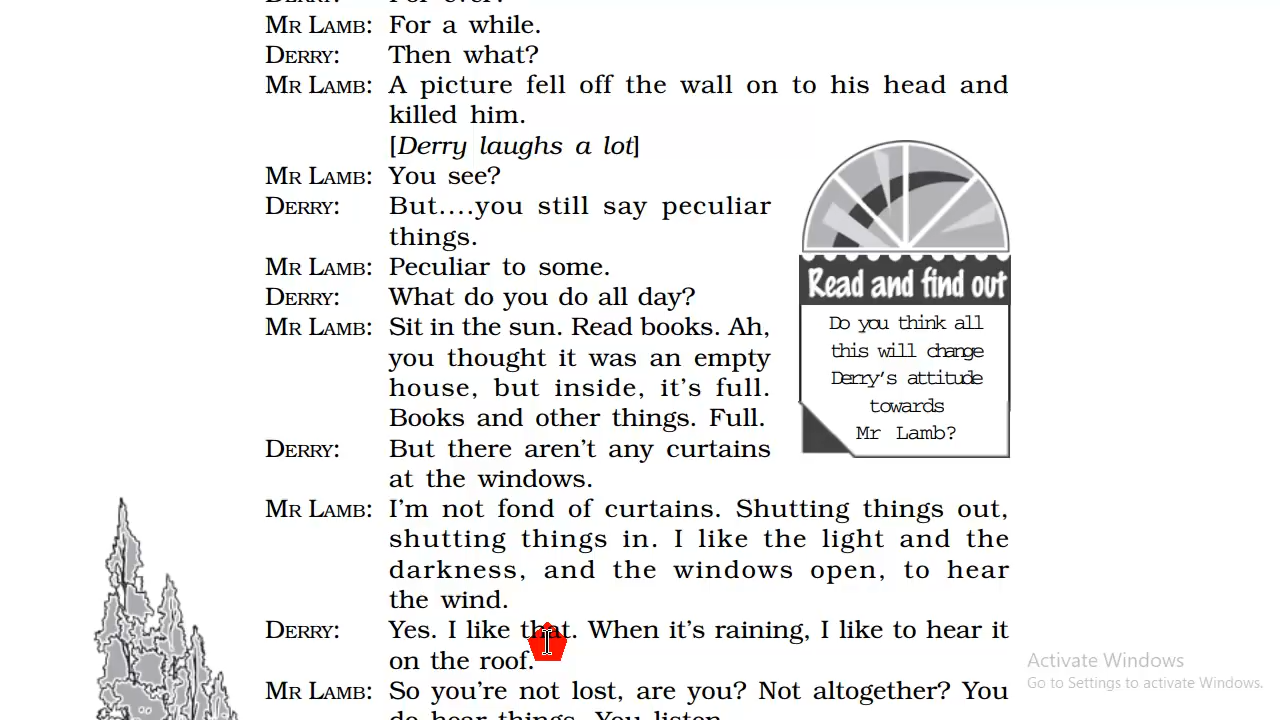 DERRY: For ever?
MR LAMB: For a while.
DERRY: Then what?
MR LAMB: A picture fell off the wall on to his head and
killed him.
[Derry laughs a lot]
MR LAMB: You see?
DERRY: But....you still say peculiar
things.
MR LAMB: Peculiar to some.
DERRY: What do you do all day?
MR LAMB: Sit in the sun. Read books. Ah,
you thought it was an empty
house, but inside, it's full.
Books and other things. Full.
DERRY: But there aren't any curtains
at the windows.
MR LAMB: I'm not fond of curtains. Shutting things out,
shutting things in. I like the light and the
darkness, and the windows open, to hear
the wind.
DERRY: Yes. I like that. When it's raining, I like to hear it
on the roof.
MR LAMB: So you're not lost, are you? Not altogether? You
do hear things. You listen.
Read and find out
Do you think all
this will change
Derry's attitude
towards
Mr Lamb?
Activate Windows
Go to Settings to activate Windows.